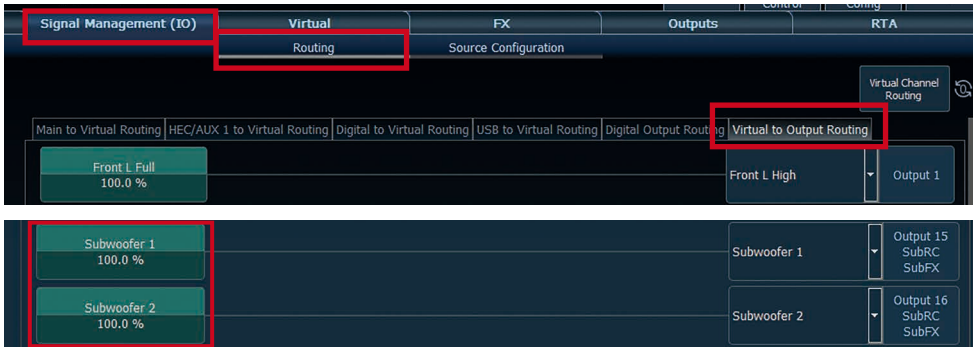 Control Config
Signal Management (IO) Virtual FX Outputs RTA
Routing Source Configuration
Virtual Channel
Routing
Main to Virtual Routing HEC/AUX 1 to Virtual Routing Digital to Virtual Routing USB to Virtual Routing Digital Output Routing Virtual to Output Routing
Front L Full
100.0 %
Front L High
Output 1
Subwoofer 1
100.0 %
Subwoofer 1
Output 15
SubRC
SubFX
Subwoofer 2
100.0 %
Subwoofer 2
Output 16
SubRC
SubFX